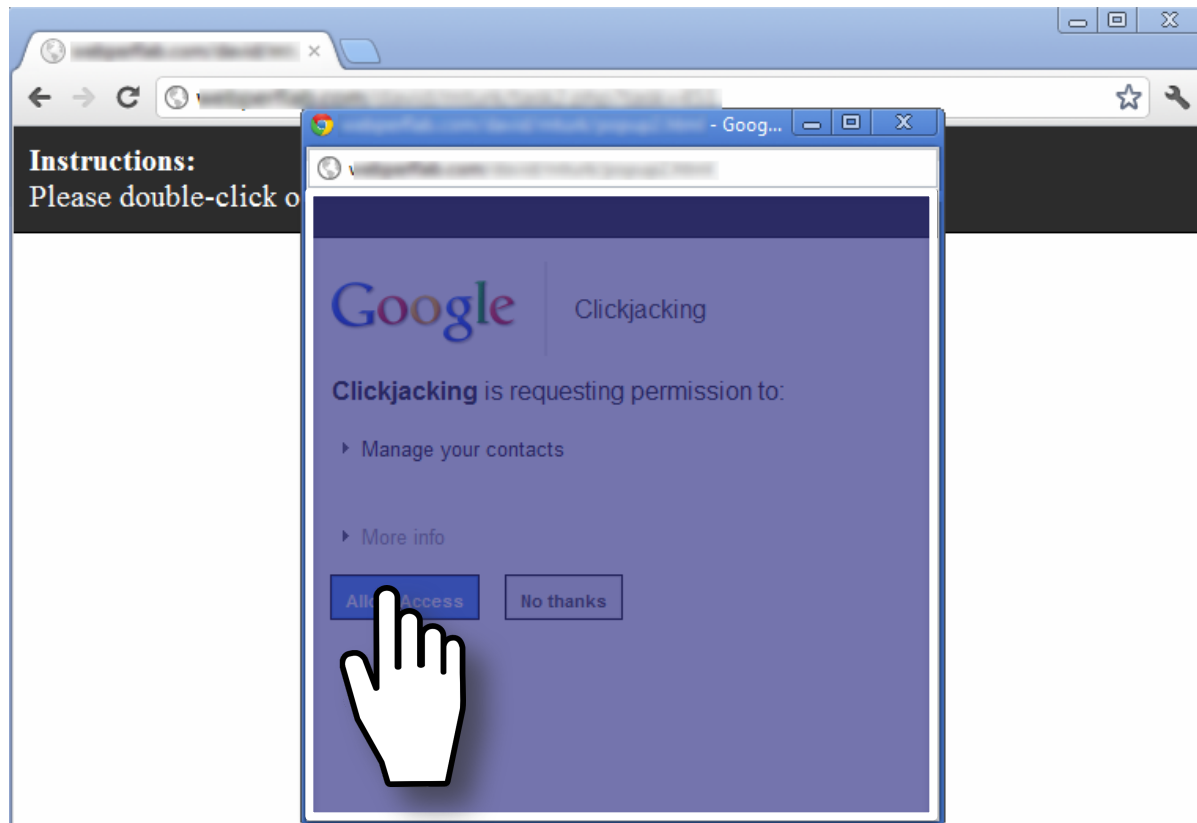 - Goog...
Instructions:
Please double-click o
Google
Clickjacking
Clickjacking is requesting permission to:
Manage your contacts
More info
Access
No thanks